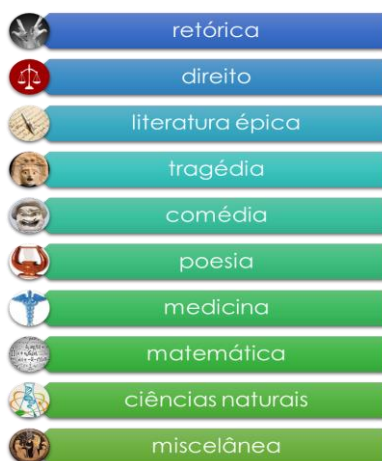 retórica
direito
literatura épica
tragédia
comédia
poesia
medicina
matemática
ciências naturais
miscelânea